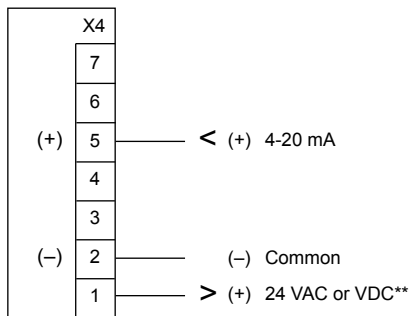 X4
7
6
(+) 5 < (+) 4-20 mA
4
3
(–) 2 (–) Common
1 > (+) 24 VAC or VDC**